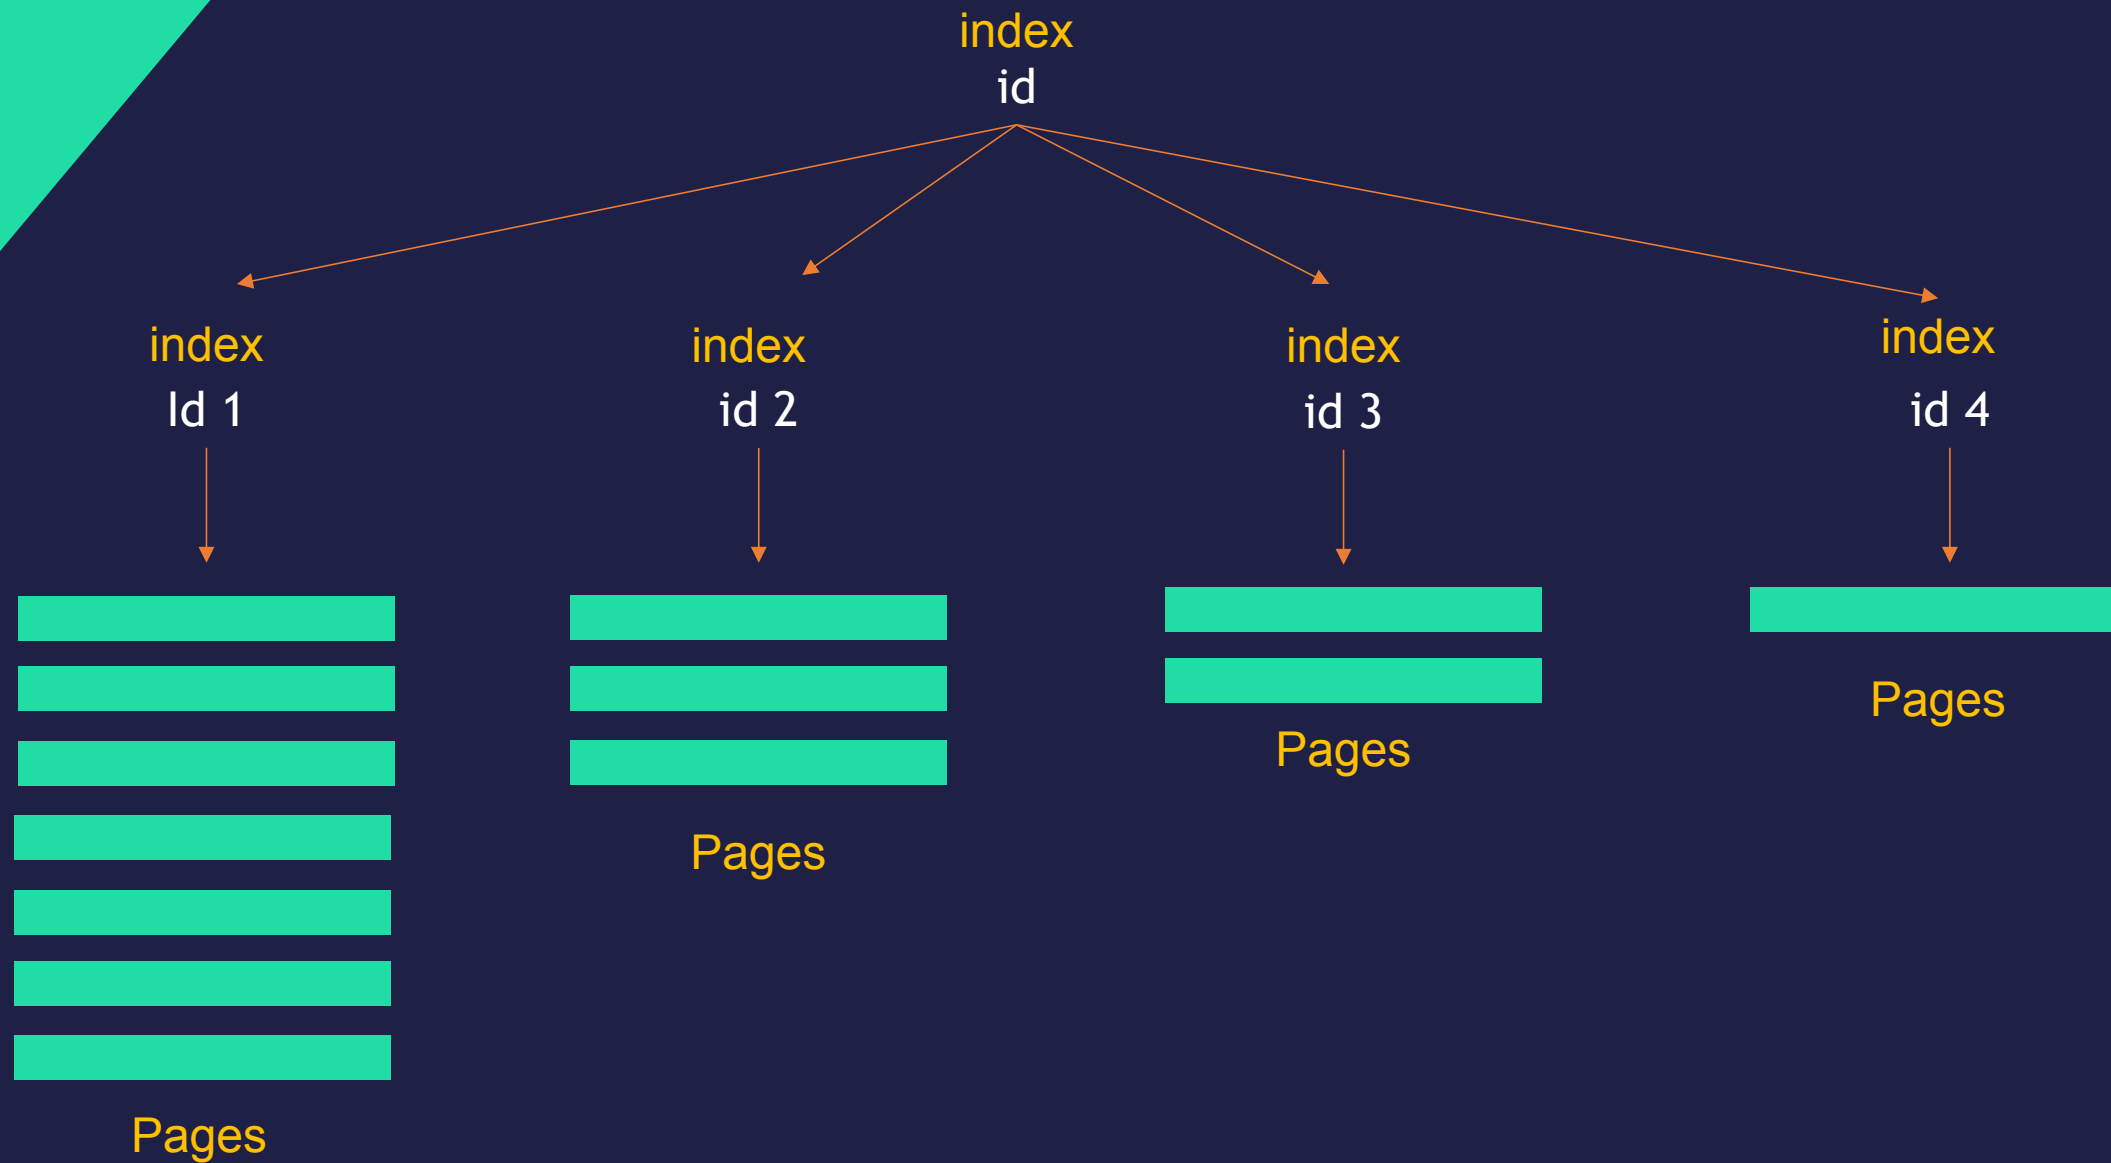 index
id
index
Id 1
index
id 2
index
id 3
index
id 4
Pages
Pages
Pages
Pages